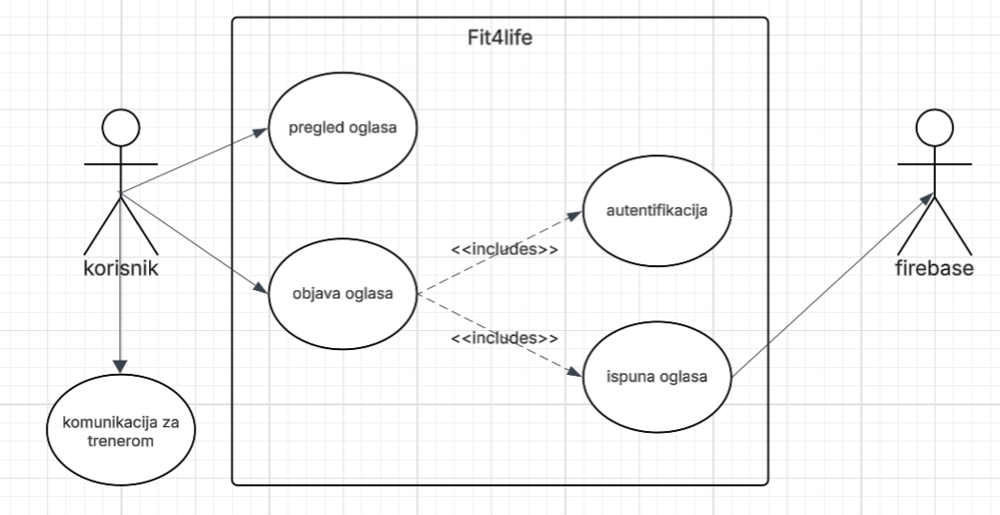 Fit4life
pregled oglasa
korisnik
objava oglasa
<<includes>>
autentifikacija
<<includes>>
ispuna oglasa
firebase
komunikacija za
trenerom